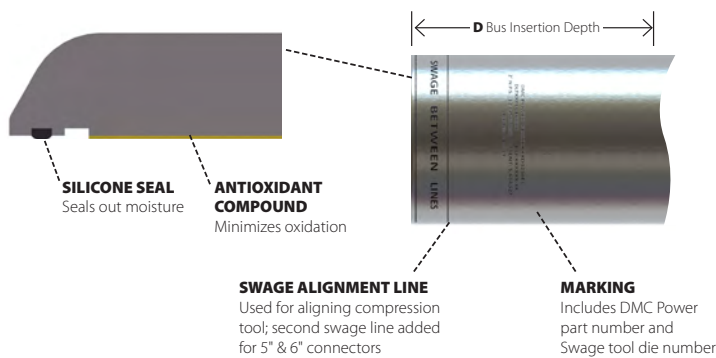 D Bus Insertion Depth
SWAGE BETWEEN LINES
SILICONE SEAL
Seals out moisture
ANTIOXIDANT
COMPOUND
Minimizes oxidation
SWAGE ALIGNMENT LINE
Used for aligning compression
tool; second swage line added
for 5" & 6" connectors
MARKING
Includes DMC Power
part number and
Swage tool die number